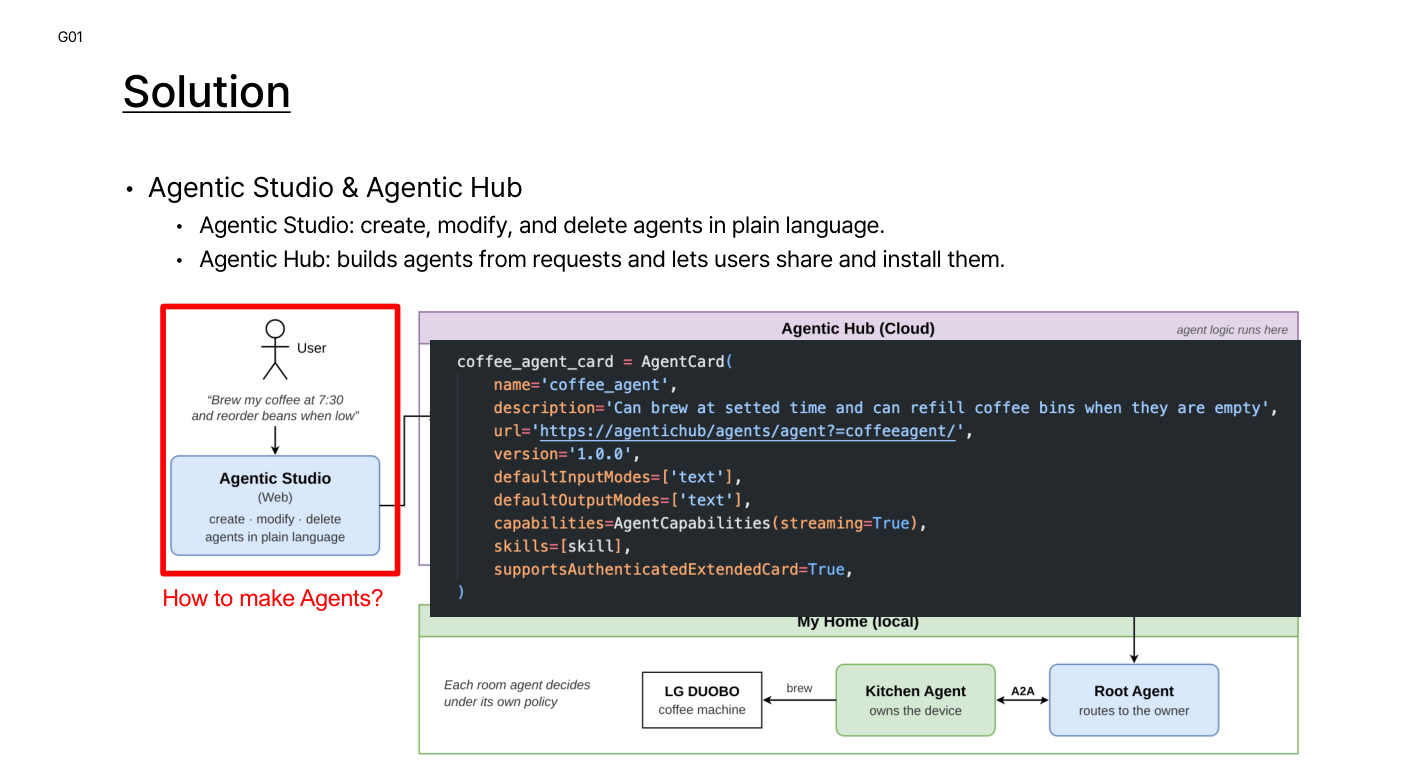 G01
Solution
• Agentic Studio & Agentic Hub
• Agentic Studio: create, modify, and delete agents in plain language.
• Agentic Hub: builds agents from requests and lets users share and install them.
User
“Brew my coffee at 7:30
and reorder beans when low”
Agentic Studio
(Web)
create · modify · delete
agents in plain language
How to make Agents?
Agentic Hub (Cloud)
agent logic runs here
coffee_agent_card = AgentCard(
name='coffee_agent',
description='Can brew at setted time and can refill coffee bins when they are empty',
url='https://agentichub/agents/agent?=coffeeagent/',
version='1.0.0',
defaultInputModes=['text'],
defaultOutputModes=['text'],
capabilities=AgentCapabilities(streaming=True),
skills=[skill],
supportsAuthenticatedExtendedCard=True,
)
My Home (local)
Each room agent decides
under its own policy
LG DUOBO
coffee machine
brew
Kitchen Agent
owns the device
A2A
Root Agent
routes to the owner